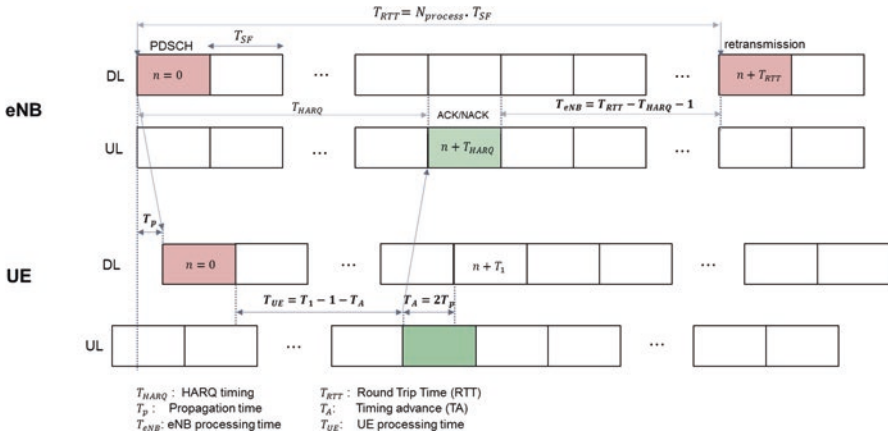 T_RTT = N_process . T_SF
PDSCH
T_SF
retransmission
DL
n = 0
...
...
n + T_RTT
eNB
T_HARQ
ACK/NACK
T_eNB = T_RTT − T_HARQ − 1
UL
...
n + T_HARQ
...
T_p
DL
n = 0
...
n + T_1
...
UE
T_UE = T_1 − 1 − T_A
T_A = 2T_p
UL
...
...
T_HARQ : HARQ timing
T_RTT : Round Trip Time (RTT)
T_p: Propagation time
T_A: Timing advance (TA)
T_eNB: eNB processing time
T_UE: UE processing time